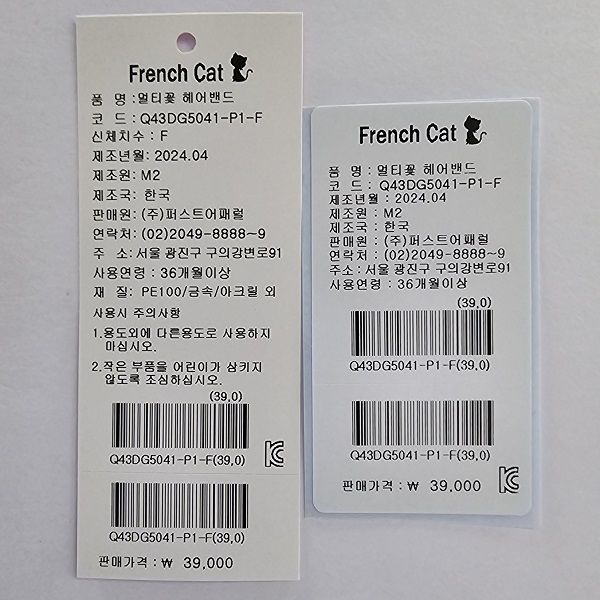 French Cat
품 명 :멀티꽃 헤어밴드
코 드 : Q43DG5041-P1-F
신체치수 : F
제조년월: 2024.04
제조원: M2
제조국: 한국
판매원: (주)퍼스트어패럴
연락처: (02)2049-8888~9
주 소:서울 광진구 구의강변로91
사용연령 : 36개월이상
재 질: PE100/금속/아크릴 외
사용시 주의사항
1.용도외에 다른용도로 사용하지
마십시오.
2.작은 부품을 어린이가 삼키지
않도록 조심하십시오.
(39.0)
Q43DG5041-P1-F(39.0)
Q43DG5041-P1-F(39.0)
판매가격 : ₩ 39.000
French Cat
품 명 : 멀티꽃 헤어밴드
코 드 : Q43DG5041-P1-F
제조년월 : 2024.04
제조원 : M2
제조국 : 한국
판매원 : (주)퍼스트어패럴
연락처 : (02)2049-8888~9
주소 : 서울 광진구 구의강변로91
사용연령 : 36개월이상
(39.0)
Q43DG5041-P1-F(39.0)
Q43DG5041-P1-F(39.0)
판매가격 : ₩ 39.000